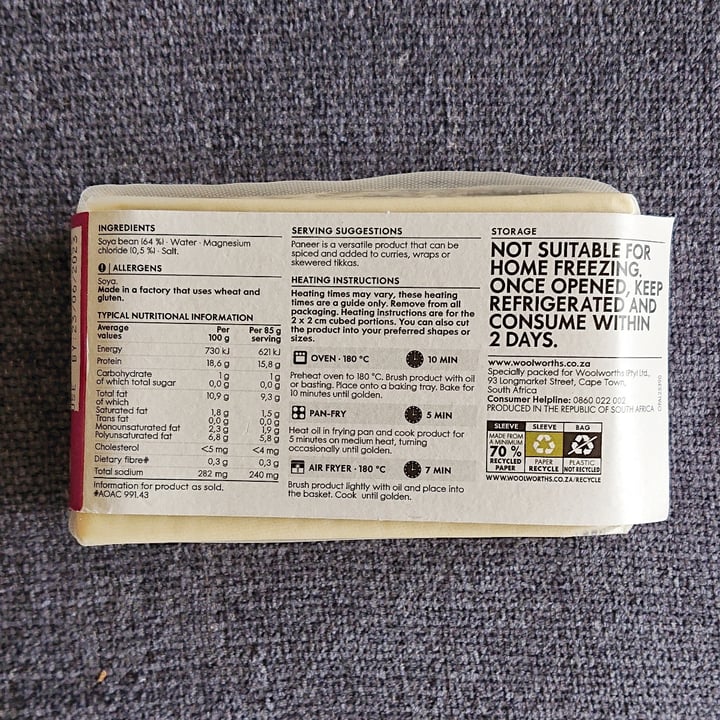 USE BY:23/06/2023
INGREDIENTS
Soya bean (64 %) · Water · Magnesium
chloride (0,5 %) · Salt.
! | ALLERGENS
Soya.
Made in a factory that uses wheat and
gluten.
TYPICAL NUTRITIONAL INFORMATION
Average values Per 100 g Per 85 g serving
Energy 730 kJ 621 kJ
Protein 18,6 g 15,8 g
Carbohydrate 1 g 1 g
of which total sugar 0,0 g 0,0 g
Total fat 10,9 g 9,3 g
of which
Saturated fat 1,8 g 1,5 g
Trans fat 0,0 g 0,0 g
Monounsaturated fat 2,3 g 1,9 g
Polyunsaturated fat 6,8 g 5,8 g
Cholesterol <5 mg <4 mg
Dietary fibre# 0,3 g 0,3 g
Total sodium 282 mg 240 mg
Information for product as sold.
#AOAC 991.43
SERVING SUGGESTIONS
Paneer is a versatile product that can be
spiced and added to curries, wraps or
skewered tikkas.
HEATING INSTRUCTIONS
Heating times may vary, these heating
times are a guide only. Remove from all
packaging. Heating instructions are for the
2 x 2 cm cubed portions. You can also cut
the product into your preferred shapes or
sizes.
OVEN · 180 °C 10 MIN
Preheat oven to 180 °C. Brush product with oil
or basting. Place onto a baking tray. Bake for
10 minutes until golden.
PAN-FRY 5 MIN
Heat oil in frying pan and cook product for
5 minutes on medium heat, turning
occasionally until golden.
AIR FRYER · 180 °C 7 MIN
Brush product lightly with oil and place into
the basket. Cook until golden.
STORAGE
NOT SUITABLE FOR
HOME FREEZING.
ONCE OPENED, KEEP
REFRIGERATED AND
CONSUME WITHIN
2 DAYS.
www.woolworths.co.za
Specially packed for Woolworths (Pty) Ltd.,
93 Longmarket Street, Cape Town,
South Africa
Consumer Helpline: 0860 022 002
PRODUCED IN THE REPUBLIC OF SOUTH AFRICA
SLEEVE SLEEVE BAG
MADE FROM
A MINIMUM
70 %
RECYCLED
PAPER
PAPER
RECYCLE
PLASTIC
NOT RECYCLED
WWW.WOOLWORTHS.CO.ZA/RECYCLE